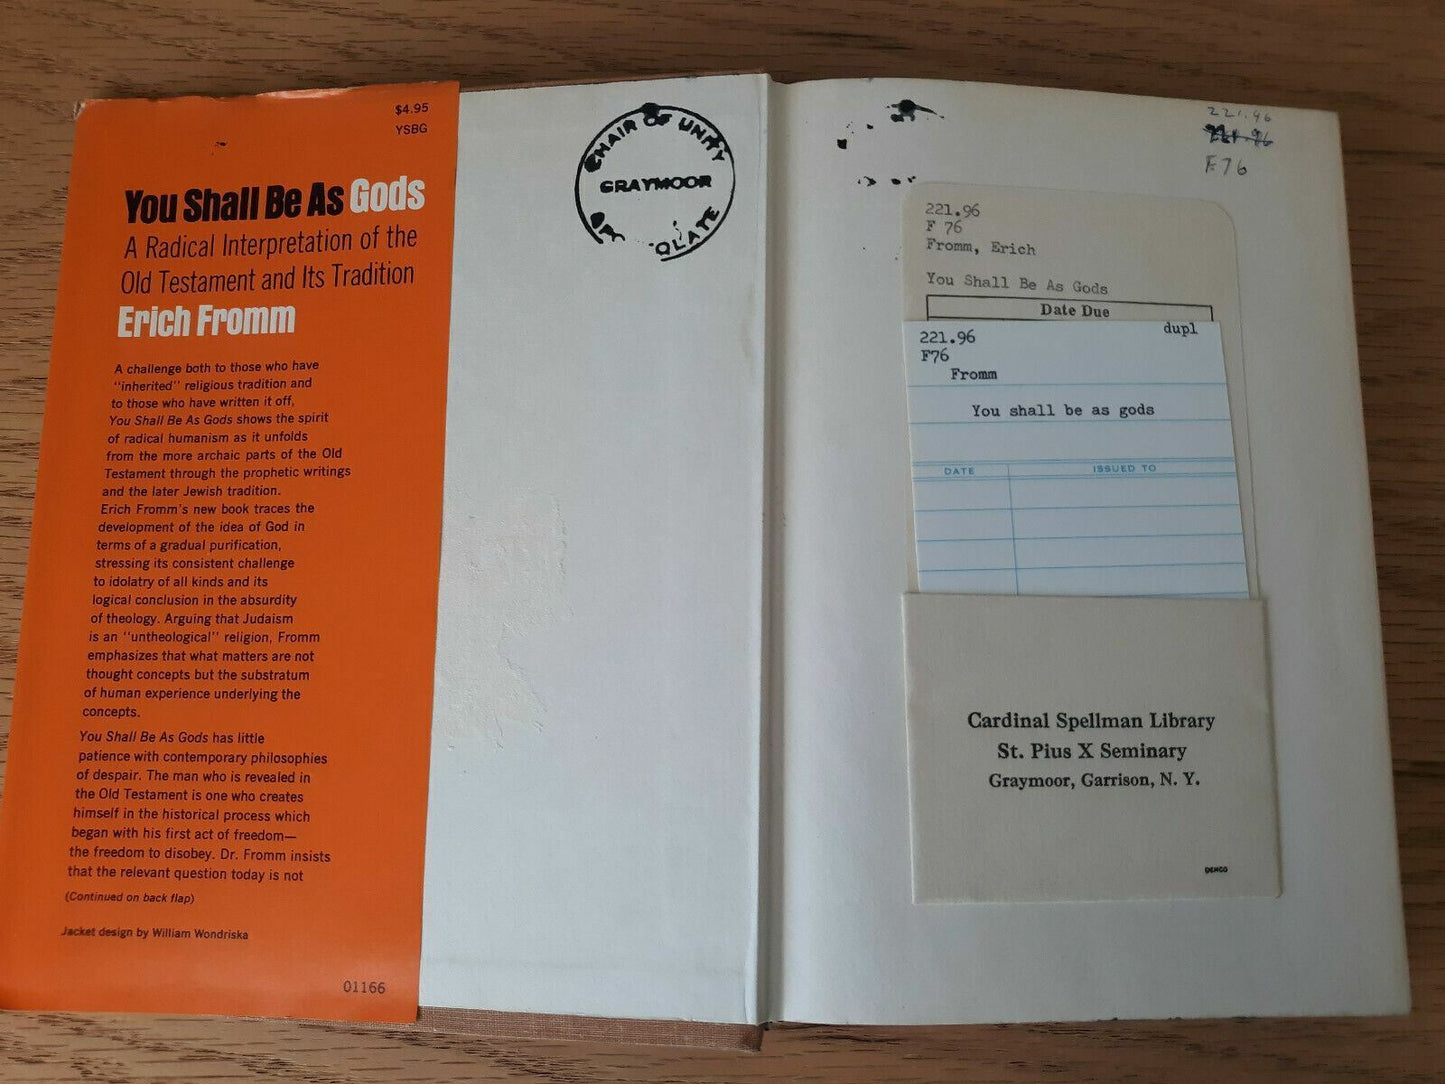 $4.95
YSBG
You Shall Be As Gods
A Radical Interpretation of the
Old Testament and Its Tradition
Erich Fromm
A challenge both to those who have
"inherited" religious tradition and
to those who have written it off,
You Shall Be As Gods shows the spirit
of radical humanism as it unfolds
from the more archaic parts of the Old
Testament through the prophetic writings
and the later Jewish tradition.
Erich Fromm's new book traces the
development of the idea of God in
terms of a gradual purification,
stressing its consistent challenge
to idolatry of all kinds and its
logical conclusion in the absurdity
of theology. Arguing that Judaism
is an "untheological" religion, Fromm
emphasizes that what matters are not
thought concepts but the substratum
of human experience underlying the
concepts.
You Shall Be As Gods has little
patience with contemporary philosophies
of despair. The man who is revealed in
the Old Testament is one who creates
himself in the historical process which
began with his first act of freedom—
the freedom to disobey. Dr. Fromm insists
that the relevant question today is not
(Continued on back flap)
Jacket design by William Wondriska
01166
CHAIR OF UNITY
GRAYMOOR
221.96
F76
221.96
F 76
Fromm, Erich
You Shall Be As Gods
Date Due
221.96 dupl
F76
Fromm
You shall be as gods
DATE ISSUED TO
Cardinal Spellman Library
St. Pius X Seminary
Graymoor, Garrison, N. Y.
DEMCO